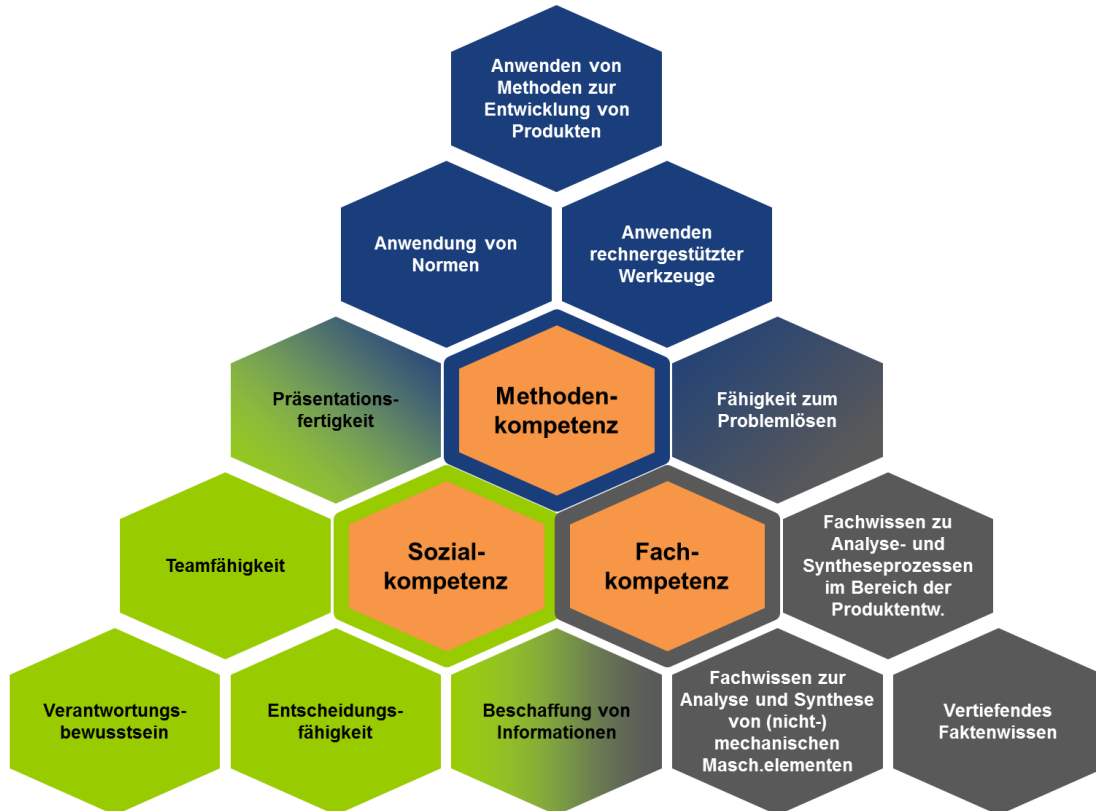 Anwenden von
Methoden zur
Entwicklung von
Produkten
Anwendung von
Normen
Anwenden
rechnergestützter
Werkzeuge
Präsentations-
fertigkeit
Methoden-
kompetenz
Fähigkeit zum
Problemlösen
Teamfähigkeit
Sozial-
kompetenz
Fach-
kompetenz
Fachwissen zu
Analyse- und
Syntheseprozessen
im Bereich der
Produktentw.
Verantwortungs-
bewusstsein
Entscheidungs-
fähigkeit
Beschaffung von
Informationen
Fachwissen zur
Analyse und Synthese
von (nicht-)
mechanischen
Masch.elementen
Vertiefendes
Faktenwissen